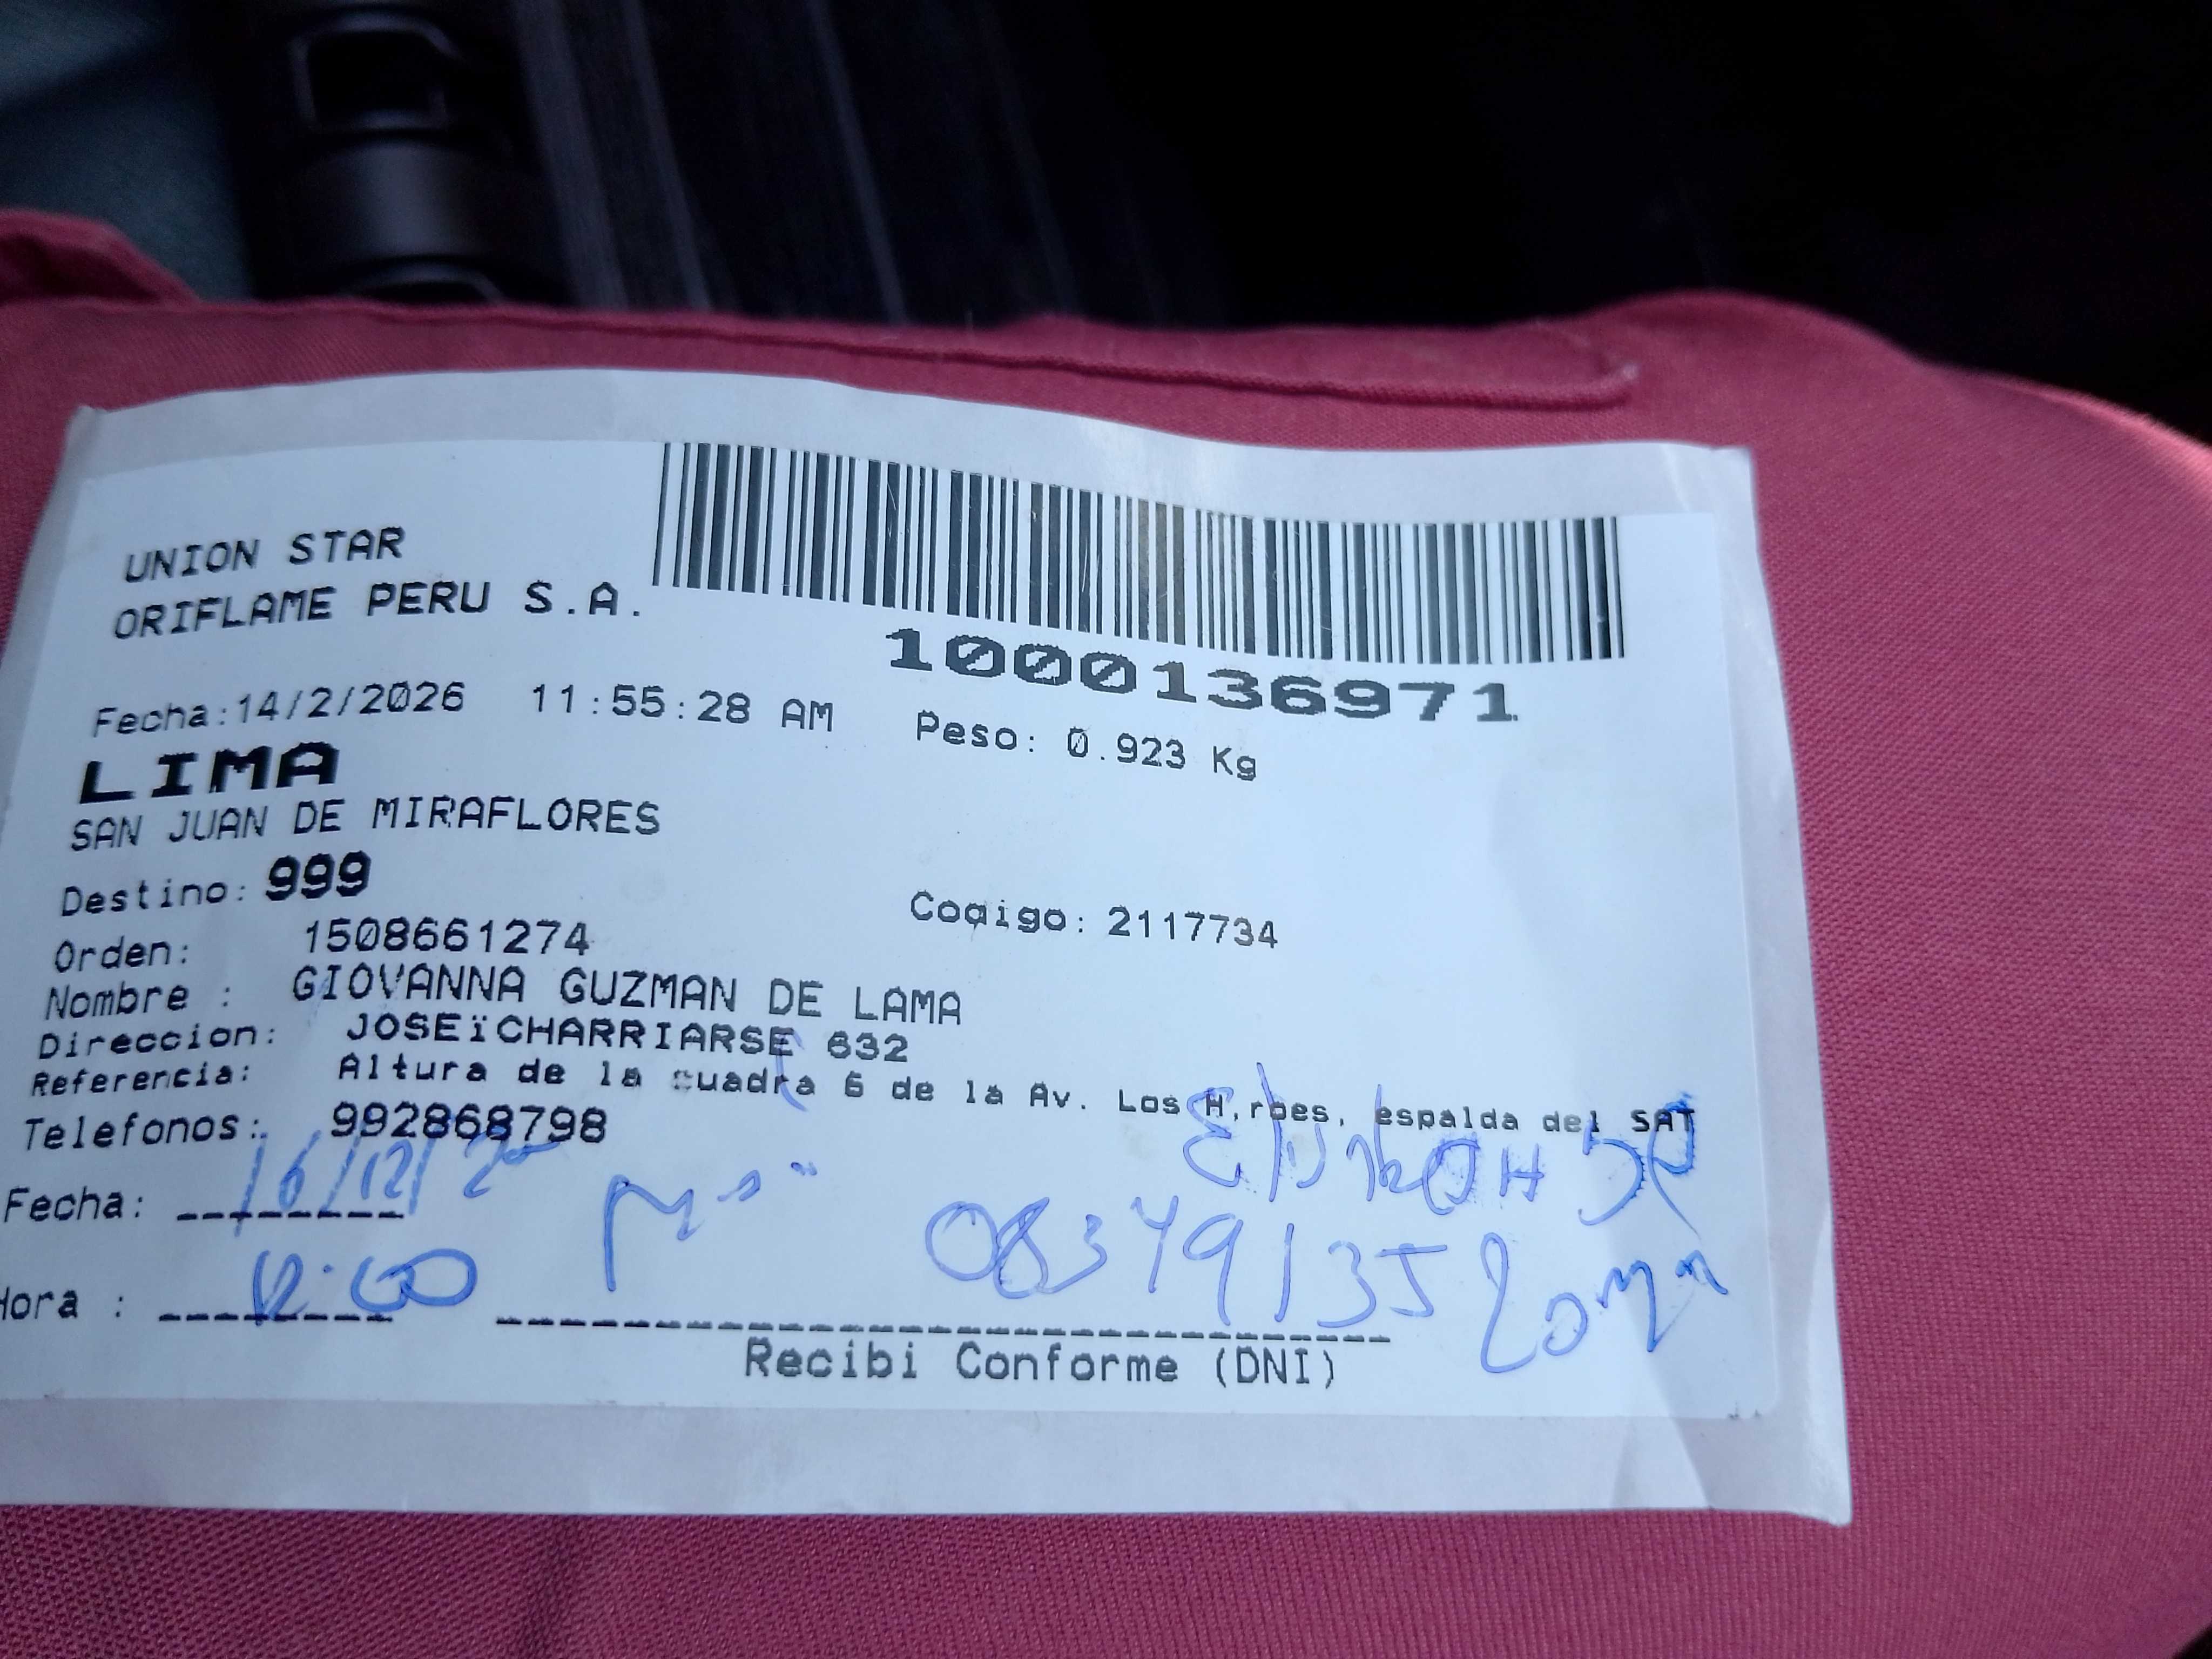 UNION STAR
ORIFLAME PERU S.A.
1000136971
Fecha:14/2/2026 11:55:28 AM Peso: 0.923 Kg
LIMA
SAN JUAN DE MIRAFLORES
Destino: 999
Codigo: 2117734
Orden: 1508661274
Nombre : GIOVANNA GUZMAN DE LAMA
Direccion: JOSEïCHARRIARSE 632
Referencia: Altura de la cuadra 6 de la Av. Los H,roes, espalda del SAT
Telefonos: 992868798
Fecha: 16/12/2
Hora : 12:00
08349135
Recibi Conforme (DNI)